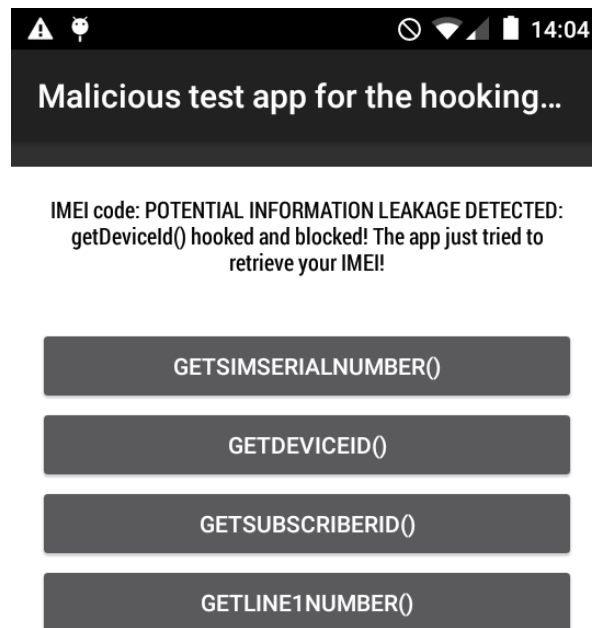 14:04
Malicious test app for the hooking...
IMEI code: POTENTIAL INFORMATION LEAKAGE DETECTED:
getDeviceId() hooked and blocked! The app just tried to
retrieve your IMEI!
GETSIMSERIALNUMBER()
GETDEVICEID()
GETSUBSCRIBERID()
GETLINE1NUMBER()